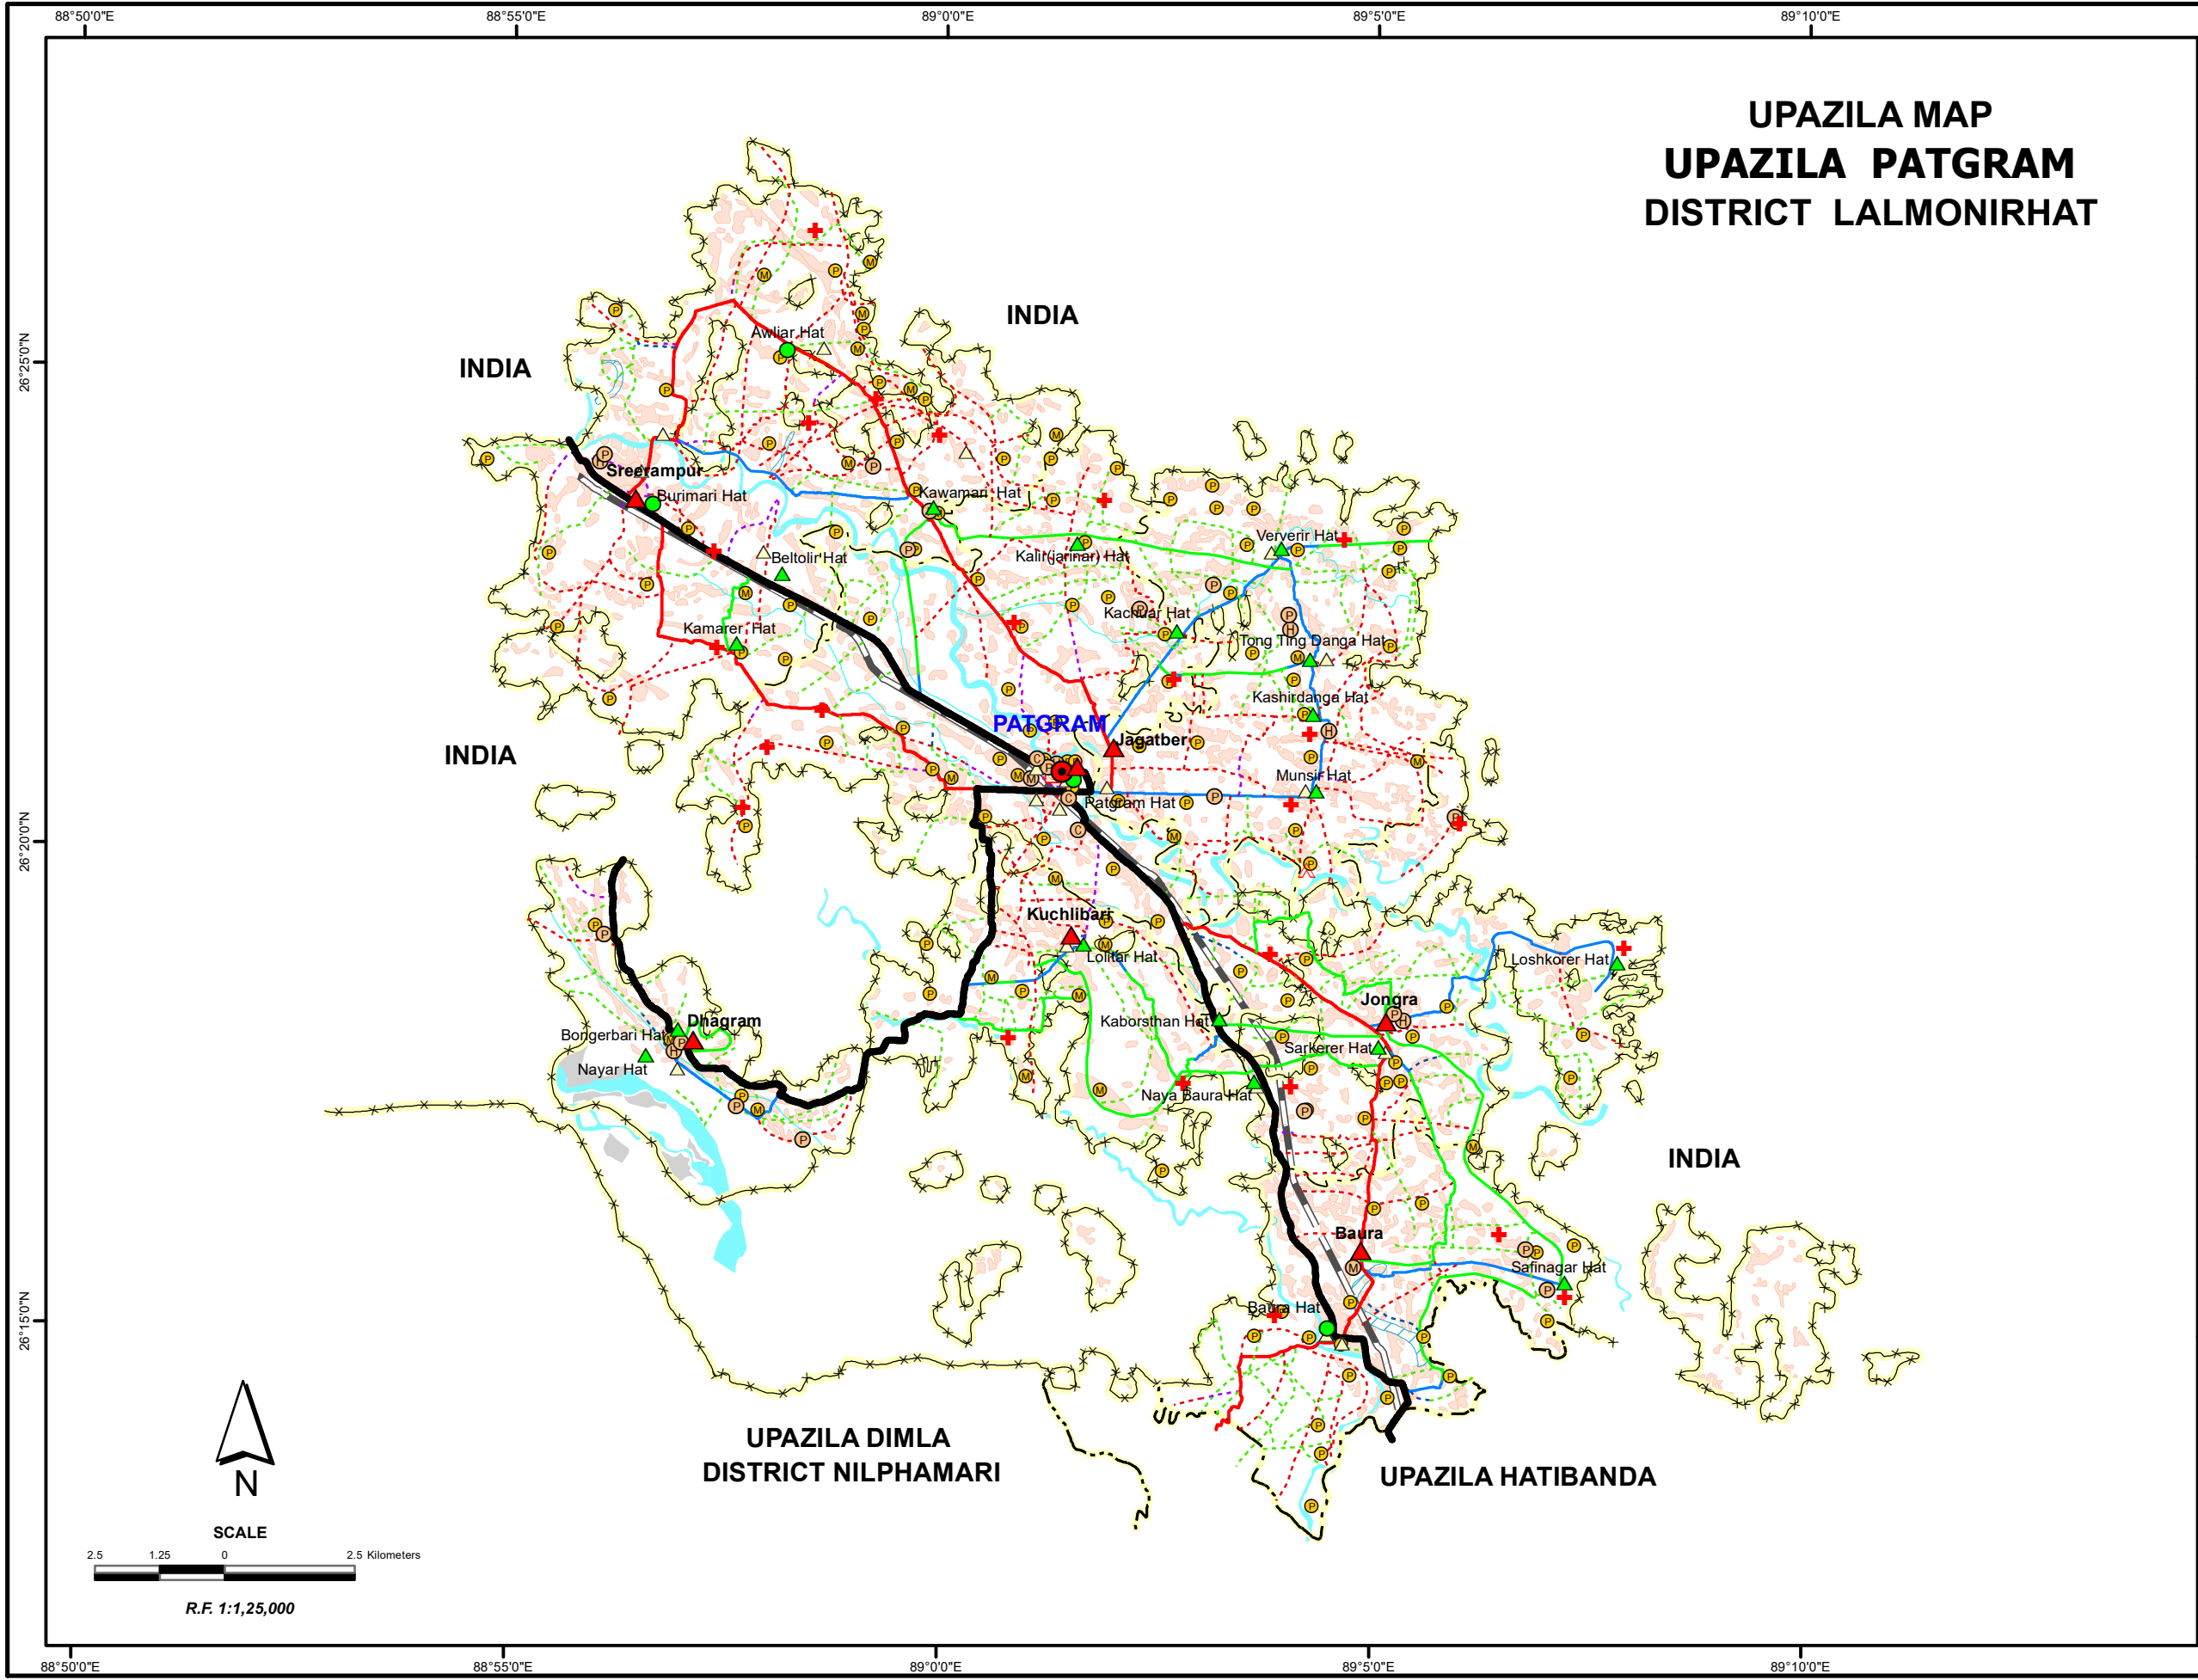 88°50'0"E
88°55'0"E
89°0'0"E
89°5'0"E
89°10'0"E
UPAZILA MAP
UPAZILA PATGRAM
DISTRICT LALMONIRHAT
INDIA
Awliar Hat
INDIA
26°25'0"N
Sreerampur
Burimari Hat
Kawamari Hat
Ververir Hat
Beltolir Hat
Kachuar Hat
Kamarer Hat
Tong Ting Danga Hat
Kashirdanga Hat
PATGRAM
Jagatber
INDIA
Munsir Hat
Patgram Hat
26°20'0"N
Kuchlibari
Lolitar Hat
Loshkorer Hat
Jongra
Dhagram
Kaborsthan Hat
Bongerbari Hat
Sarkerer Hat
Nayar Hat
Naya Baura Hat
INDIA
Baura
Safinagar Hat
Baura Hat
26°15'0"N
UPAZILA DIMLA
DISTRICT NILPHAMARI
UPAZILA HATIBANDA
N
SCALE
2.5 1.25 0 2.5 Kilometers
R.F. 1:1,25,000
88°50'0"E
88°55'0"E
89°0'0"E
89°5'0"E
89°10'0"E